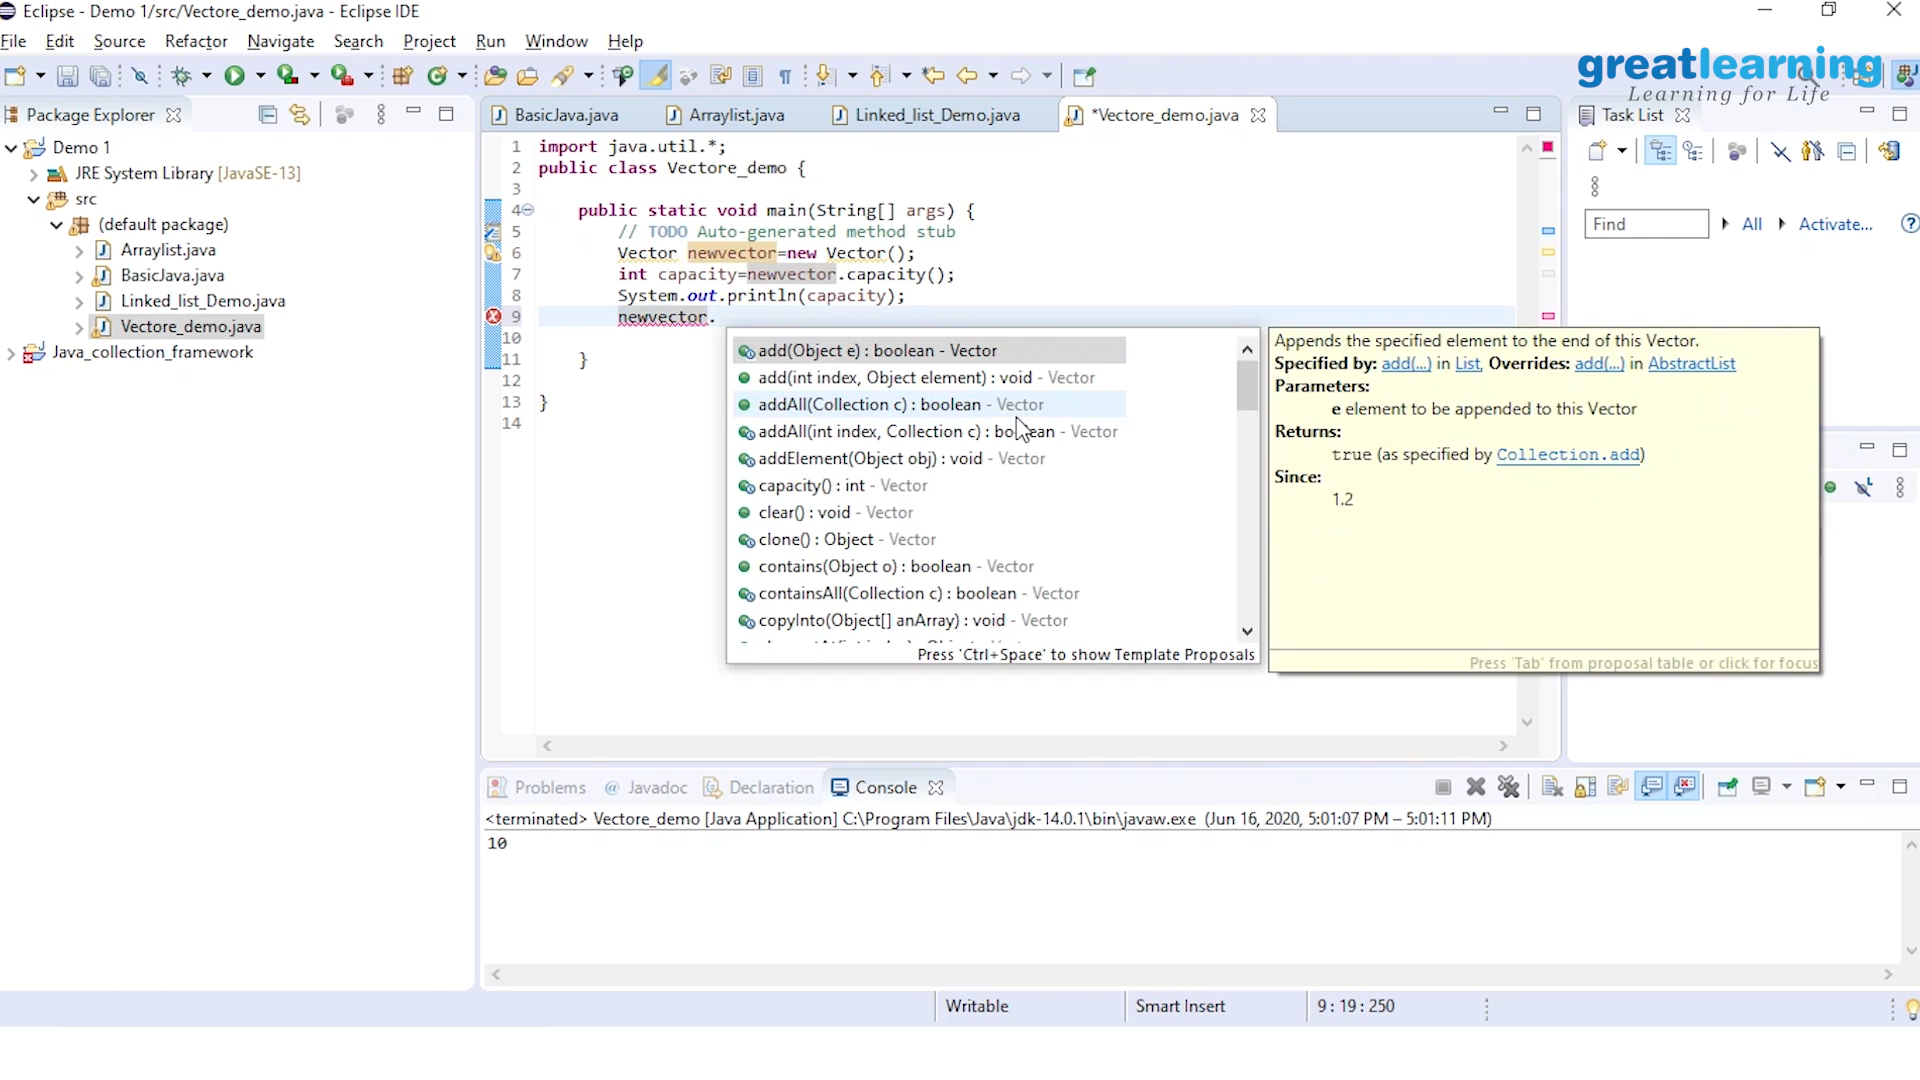 Eclipse - Demo 1/src/Vectore_demo.java - Eclipse IDE
File Edit Source Refactor Navigate Search Project Run Window Help
greatlearning
Learning for Life
Package Explorer
BasicJava.java
Arraylist.java
Linked_list_Demo.java
*Vectore_demo.java
Task List
Demo 1
JRE System Library [JavaSE-13]
src
(default package)
Arraylist.java
BasicJava.java
Linked_list_Demo.java
Vectore_demo.java
Java_collection_framework
1 import java.util.*;
2 public class Vectore_demo {
3
4 public static void main(String[] args) {
5 // TODO Auto-generated method stub
6 Vector newvector=new Vector();
7 int capacity=newvector.capacity();
8 System.out.println(capacity);
9 newvector.
10
11 }
12
13 }
14
Find
All
Activate...
add(Object e) : boolean - Vector
add(int index, Object element) : void - Vector
addAll(Collection c) : boolean - Vector
addAll(int index, Collection c) : boolean - Vector
addElement(Object obj) : void - Vector
capacity() : int - Vector
clear() : void - Vector
clone() : Object - Vector
contains(Object o) : boolean - Vector
containsAll(Collection c) : boolean - Vector
copyInto(Object[] anArray) : void - Vector
Press 'Ctrl+Space' to show Template Proposals
Appends the specified element to the end of this Vector.
Specified by: add(...) in List, Overrides: add(...) in AbstractList
Parameters:
e element to be appended to this Vector
Returns:
true (as specified by Collection.add)
Since:
1.2
Press 'Tab' from proposal table or click for focus
Problems @ Javadoc Declaration Console
<terminated> Vectore_demo [Java Application] C:\Program Files\Java\jdk-14.0.1\bin\javaw.exe (Jun 16, 2020, 5:01:07 PM – 5:01:11 PM)
10
Writable
Smart Insert
9 : 19 : 250